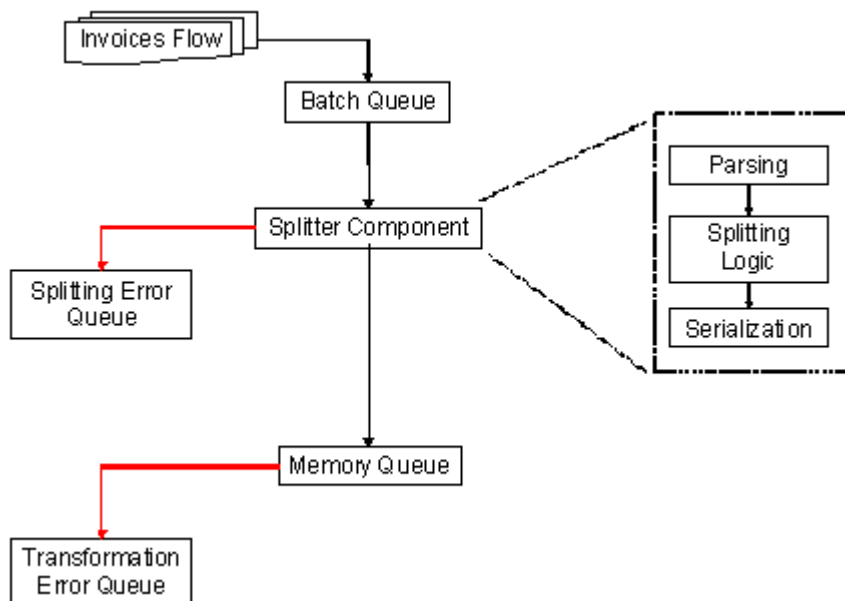 Invoices Flow
Batch Queue
Parsing
Splitter Component
Splitting
Logic
Splitting Error
Queue
Serialization
Memory Queue
Transformation
Error Queue